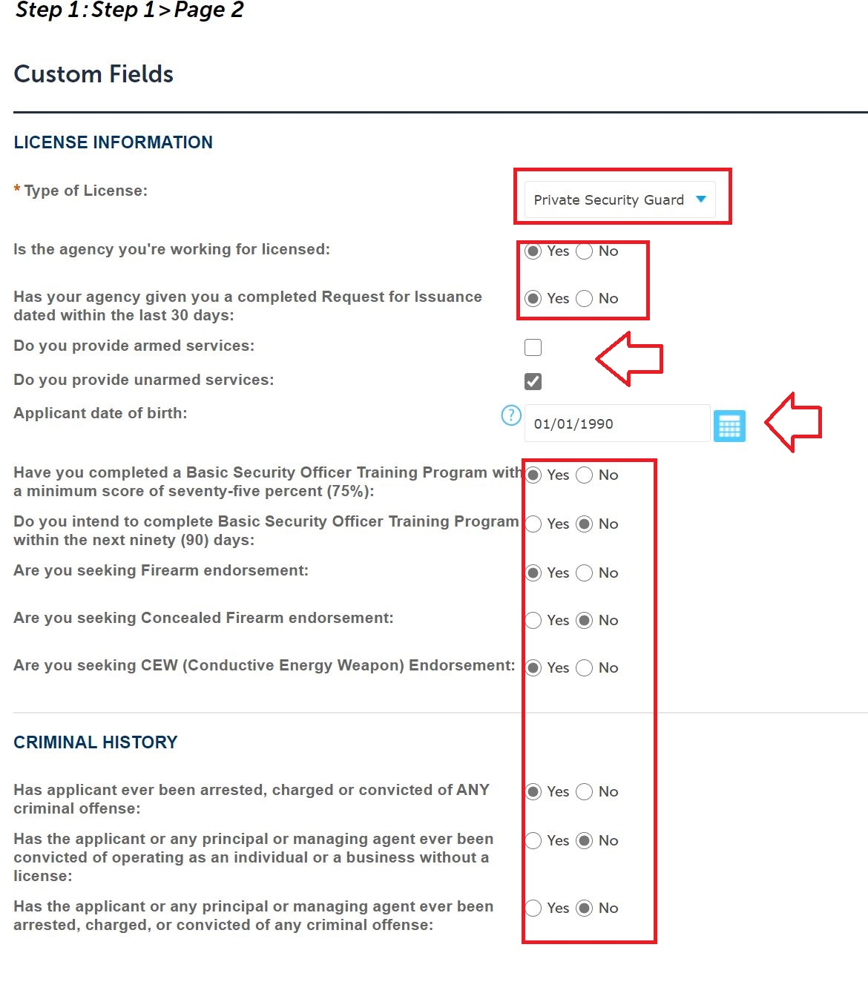 Step 1: Step 1 > Page 2
Custom Fields
LICENSE INFORMATION
* Type of License:
Private Security Guard
Is the agency you're working for licensed:
Yes No
Has your agency given you a completed Request for Issuance
dated within the last 30 days:
Yes No
Do you provide armed services:
Do you provide unarmed services:
Applicant date of birth:
? 01/01/1990
Have you completed a Basic Security Officer Training Program with
a minimum score of seventy-five percent (75%):
Yes No
Do you intend to complete Basic Security Officer Training Program
within the next ninety (90) days:
Yes No
Are you seeking Firearm endorsement:
Yes No
Are you seeking Concealed Firearm endorsement:
Yes No
Are you seeking CEW (Conductive Energy Weapon) Endorsement:
Yes No
CRIMINAL HISTORY
Has applicant ever been arrested, charged or convicted of ANY
criminal offense:
Yes No
Has the applicant or any principal or managing agent ever been
convicted of operating as an individual or a business without a
license:
Yes No
Has the applicant or any principal or managing agent ever been
arrested, charged, or convicted of any criminal offense:
Yes No